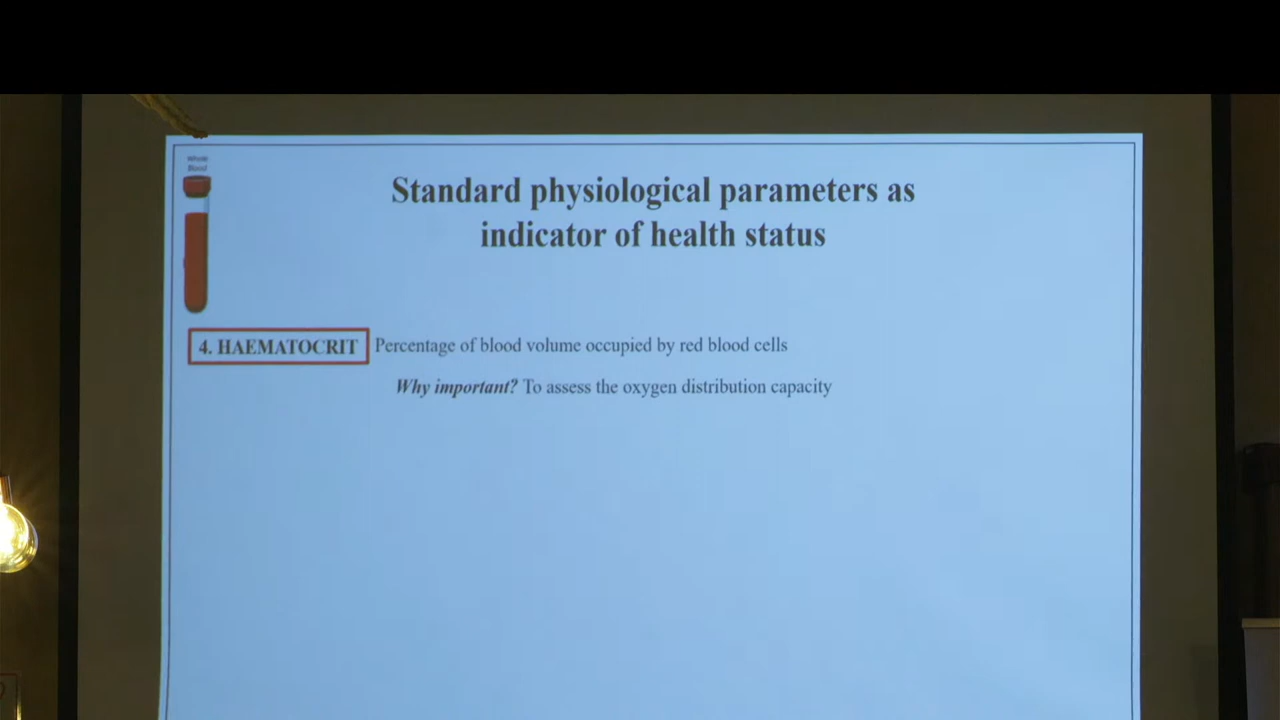 Whole
Blood
Standard physiological parameters as
indicator of health status
4. HAEMATOCRIT Percentage of blood volume occupied by red blood cells
Why important? To assess the oxygen distribution capacity